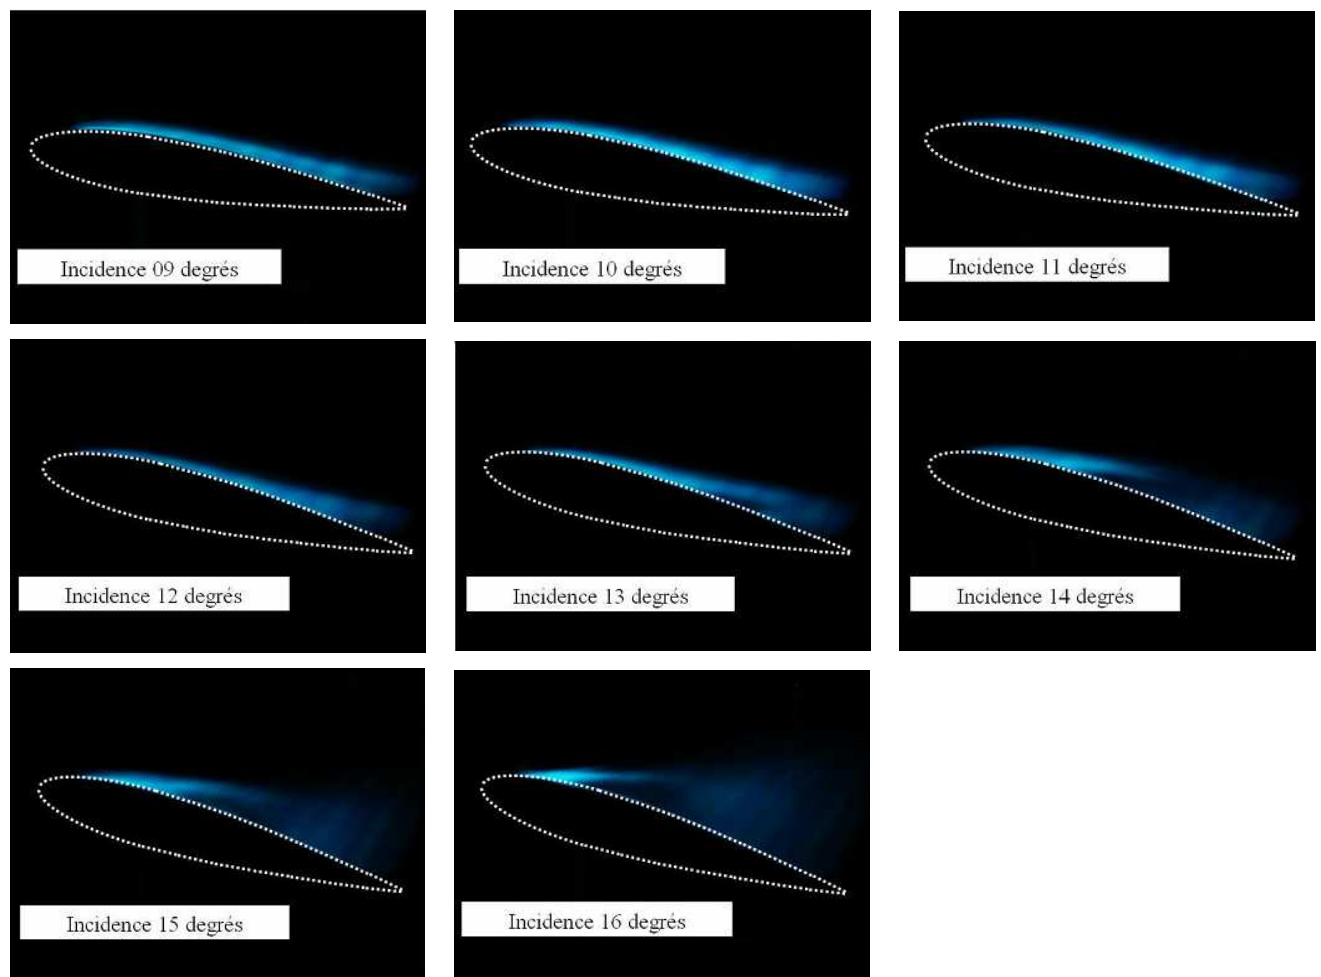 Incidence 09 degrés
Incidence 10 degrés
Incidence 11 degrés
Incidence 12 degrés
Incidence 13 degrés
Incidence 14 degrés
Incidence 15 degrés
Incidence 16 degrés